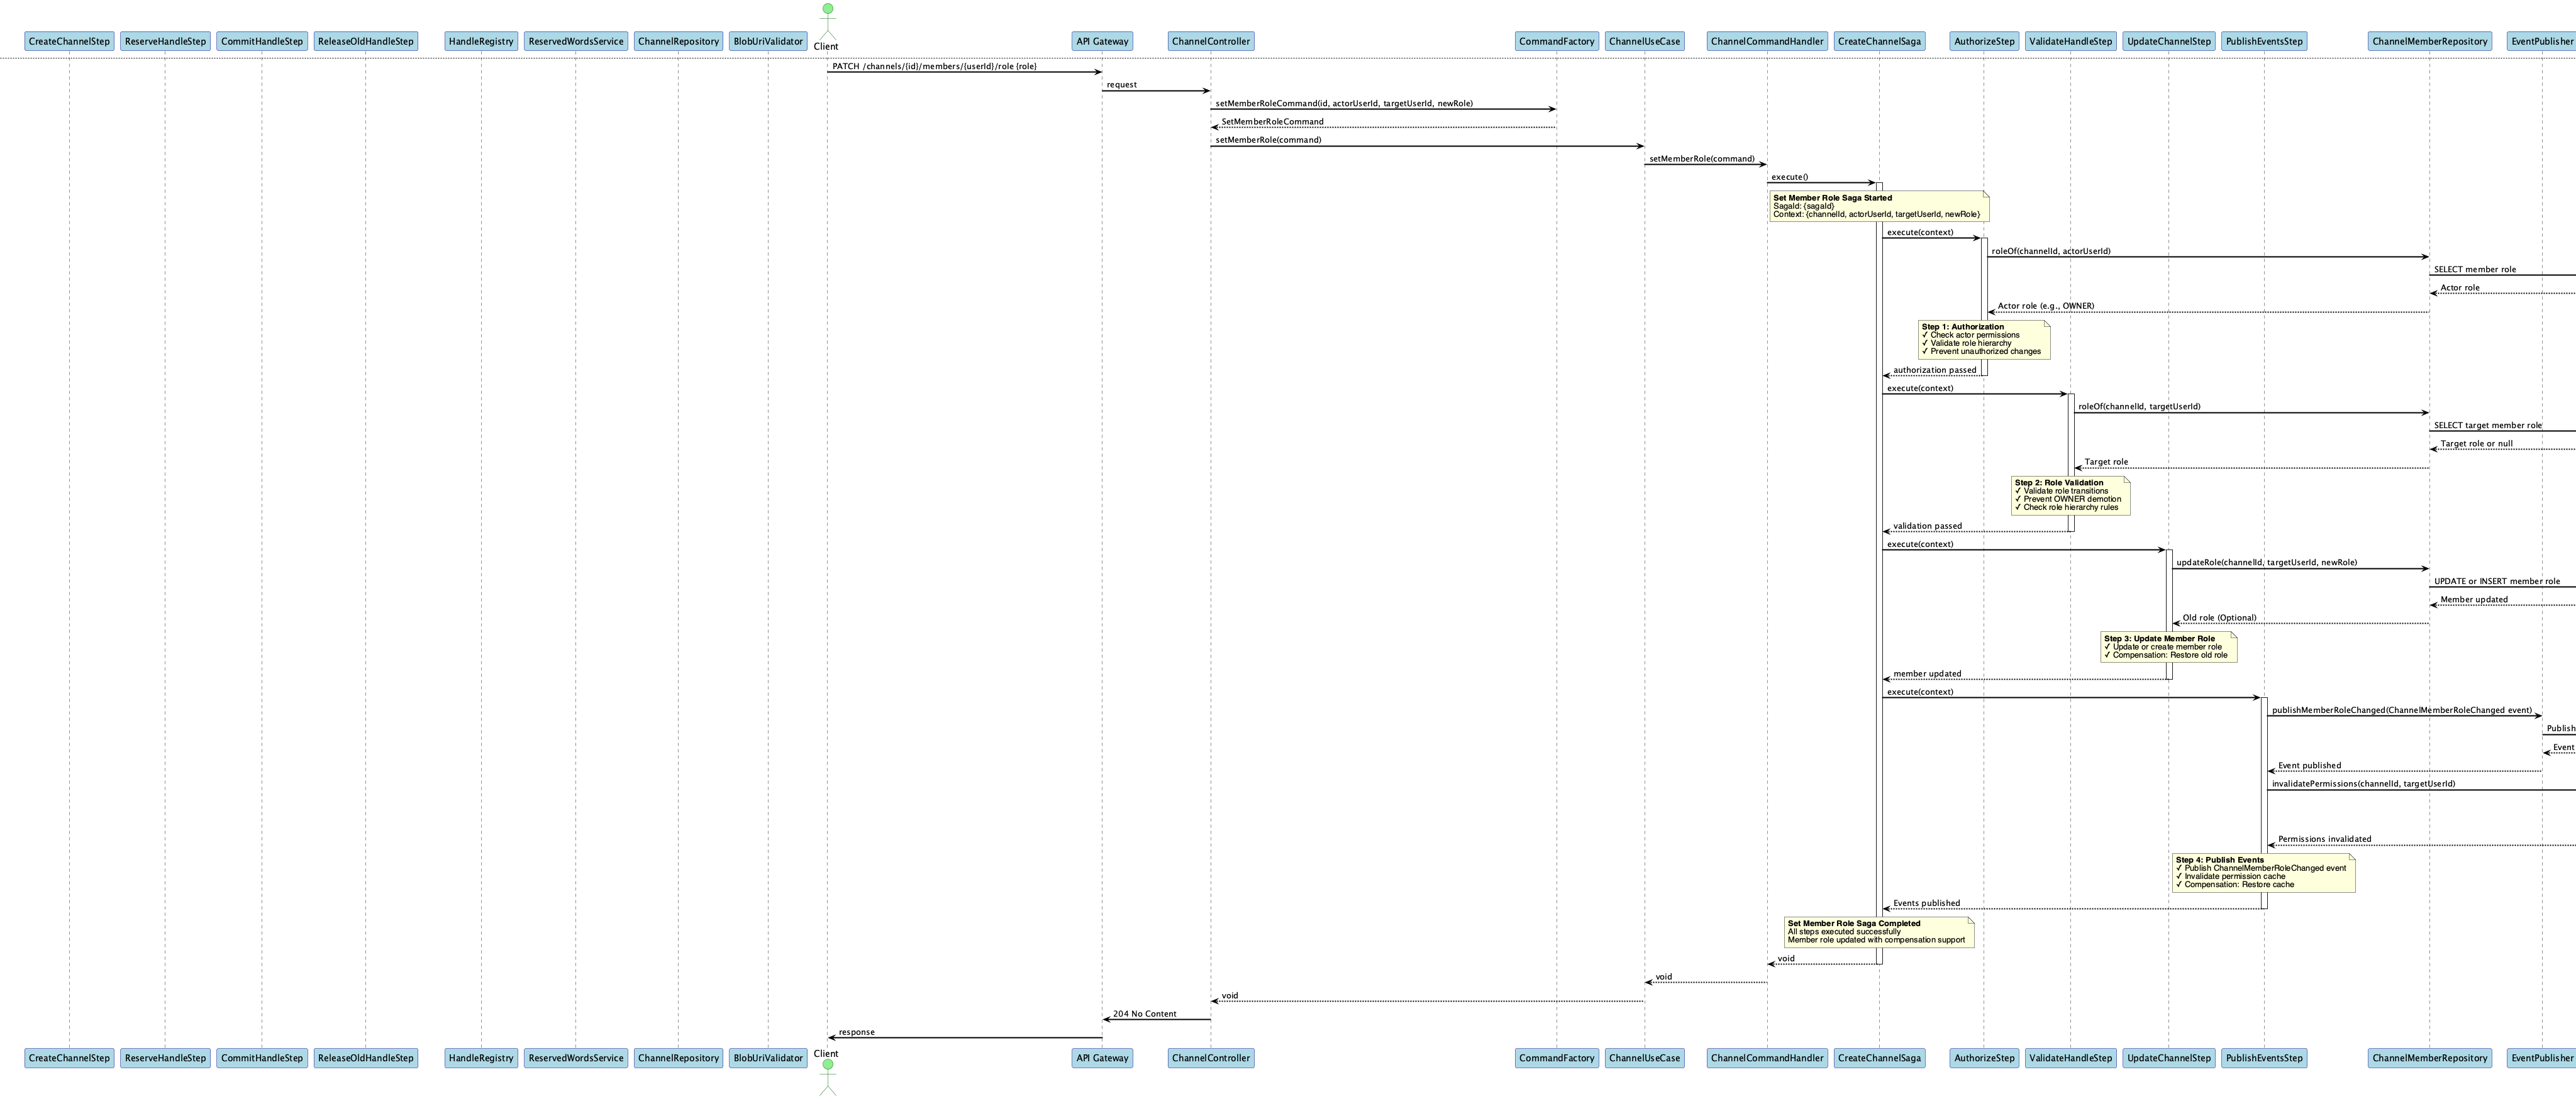 Client
CreateChannelStep
ReserveHandleStep
CommitHandleStep
ReleaseOldHandleStep
HandleRegistry
ReservedWordsService
ChannelRepository
BlobUriValidator
API Gateway
ChannelController
CommandFactory
ChannelUseCase
ChannelCommandHandler
CreateChannelSaga
AuthorizeStep
ValidateHandleStep
UpdateChannelStep
PublishEventsStep
ChannelMemberRepository
EventPublisher
PATCH /channels/{id}/members/{userId}/role {role}
request
setMemberRoleCommand(id, actorUserId, targetUserId, newRole)
SetMemberRoleCommand
setMemberRole(command)
setMemberRole(command)
execute()
Set Member Role Saga Started
SagaId: {sagaId}
Context: {channelId, actorUserId, targetUserId, newRole}
execute(context)
roleOf(channelId, actorUserId)
SELECT member role
Actor role
Actor role (e.g., OWNER)
Step 1: Authorization
✓ Check actor permissions
✓ Validate role hierarchy
✓ Prevent unauthorized changes
authorization passed
execute(context)
roleOf(channelId, targetUserId)
SELECT target member role
Target role or null
Target role
Step 2: Role Validation
✓ Validate role transitions
✓ Prevent OWNER demotion
✓ Check role hierarchy rules
validation passed
execute(context)
updateRole(channelId, targetUserId, newRole)
UPDATE or INSERT member role
Member updated
Old role (Optional)
Step 3: Update Member Role
✓ Update or create member role
✓ Compensation: Restore old role
member updated
execute(context)
publishMemberRoleChanged(ChannelMemberRoleChanged event)
Publish
Event
Event published
invalidatePermissions(channelId, targetUserId)
Permissions invalidated
Step 4: Publish Events
✓ Publish ChannelMemberRoleChanged event
✓ Invalidate permission cache
✓ Compensation: Restore cache
Events published
Set Member Role Saga Completed
All steps executed successfully
Member role updated with compensation support
void
void
void
204 No Content
response
CreateChannelStep
ReserveHandleStep
CommitHandleStep
ReleaseOldHandleStep
HandleRegistry
ReservedWordsService
ChannelRepository
BlobUriValidator
Client
API Gateway
ChannelController
CommandFactory
ChannelUseCase
ChannelCommandHandler
CreateChannelSaga
AuthorizeStep
ValidateHandleStep
UpdateChannelStep
PublishEventsStep
ChannelMemberRepository
EventPublisher